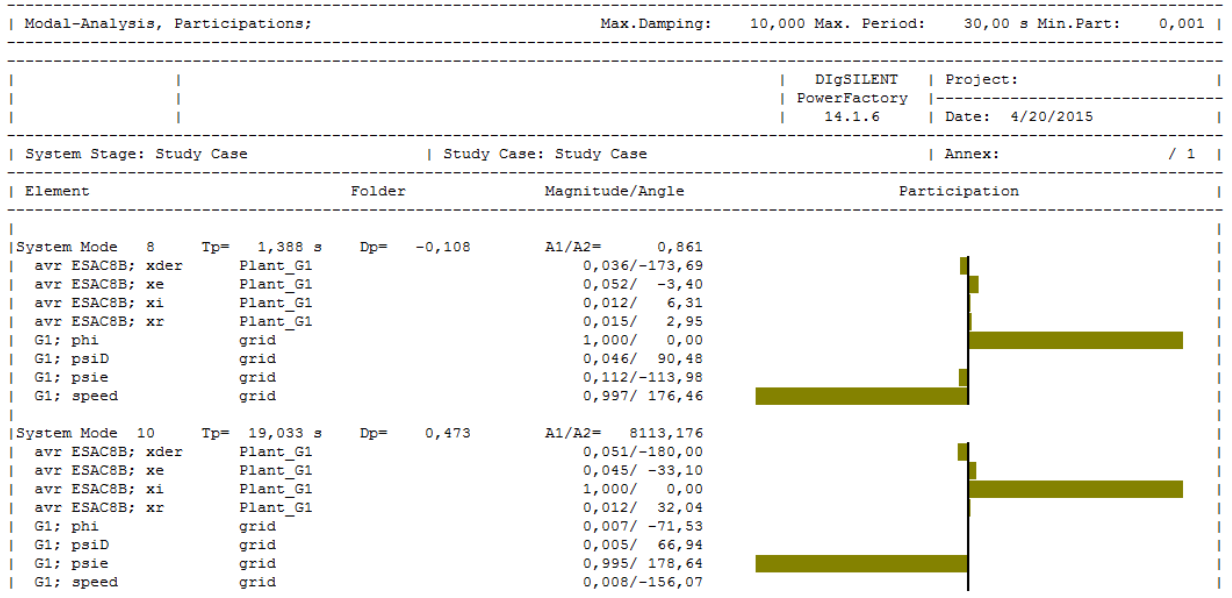 | Modal-Analysis, Participations; Max.Damping: 10,000 Max. Period: 30,00 s Min.Part: 0,001 |
| | | DIgSILENT | Project: |
| | | PowerFactory |
| | | 14.1.6 | Date: 4/20/2015 |
| System Stage: Study Case | Study Case: Study Case | Annex: / 1 |
| Element Folder Magnitude/Angle Participation |
|System Mode 8 Tp= 1,388 s Dp= -0,108 A1/A2= 0,861
| avr ESAC8B; xder Plant_G1 0,036/-173,69
| avr ESAC8B; xe Plant_G1 0,052/ -3,40
| avr ESAC8B; xi Plant_G1 0,012/ 6,31
| avr ESAC8B; xr Plant_G1 0,015/ 2,95
| G1; phi grid 1,000/ 0,00
| G1; psiD grid 0,046/ 90,48
| G1; psie grid 0,112/-113,98
| G1; speed grid 0,997/ 176,46
|System Mode 10 Tp= 19,033 s Dp= 0,473 A1/A2= 8113,176
| avr ESAC8B; xder Plant_G1 0,051/-180,00
| avr ESAC8B; xe Plant_G1 0,045/ -33,10
| avr ESAC8B; xi Plant_G1 1,000/ 0,00
| avr ESAC8B; xr Plant_G1 0,012/ 32,04
| G1; phi grid 0,007/ -71,53
| G1; psiD grid 0,005/ 66,94
| G1; psie grid 0,995/ 178,64
| G1; speed grid 0,008/-156,07